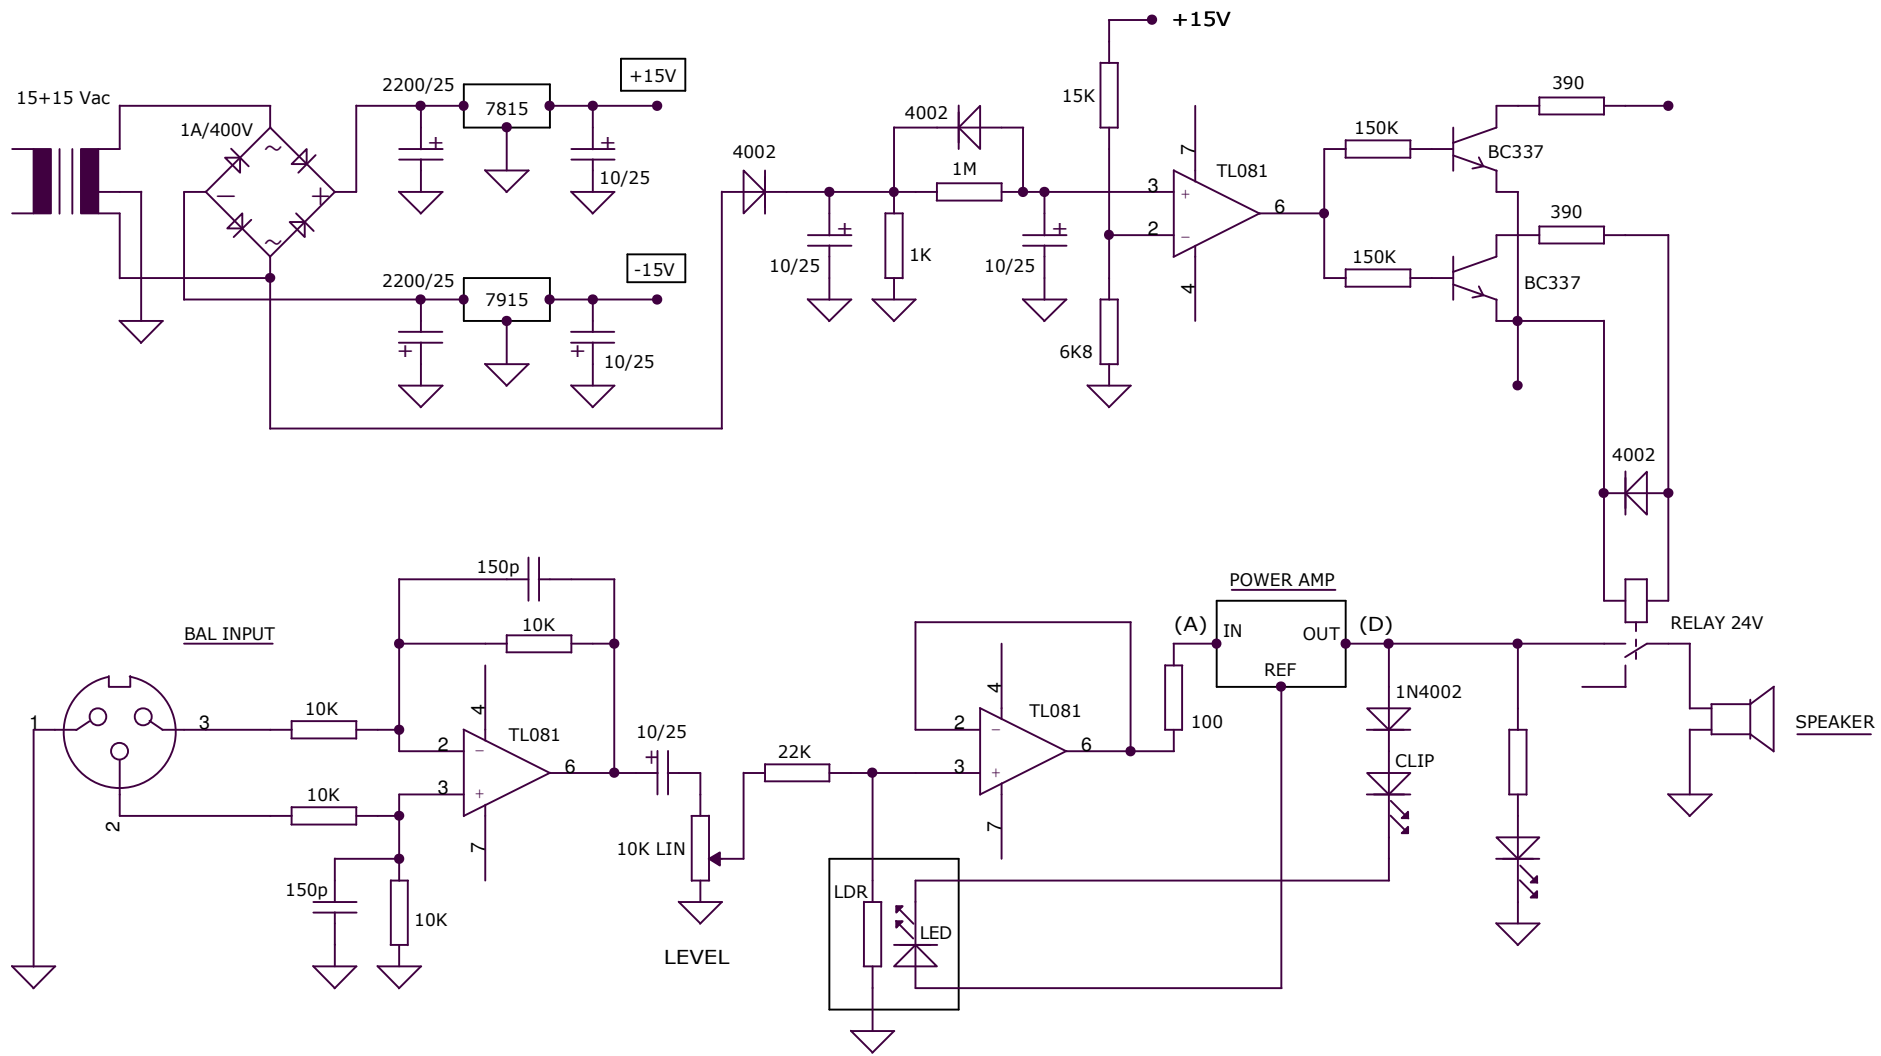 +15V
15+15 Vac
1A/400V
2200/25
7815
+15V
10/25
2200/25
7915
-15V
10/25
4002
10/25
1K
4002
1M
10/25
15K
6K8
3
2
7
4
TL081
6
150K
150K
BC337
BC337
390
390
4002
RELAY 24V
SPEAKER
BAL INPUT
1
2
3
10K
10K
150p
10K
150p
10K
2
3
4
7
TL081
6
10/25
10K LIN
LEVEL
22K
LDR
LED
2
3
4
7
TL081
6
100
POWER AMP
(A)
IN
OUT
REF
(D)
1N4002
CLIP